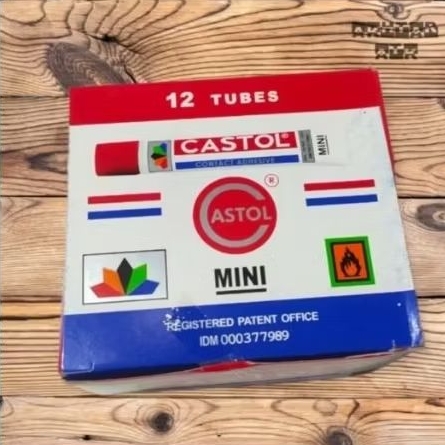 12 TUBES
CASTOL®
CONTACT ADHESIVE
MINI
®
CASTOL
MINI
REGISTERED PATENT OFFICE
IDM 000377989